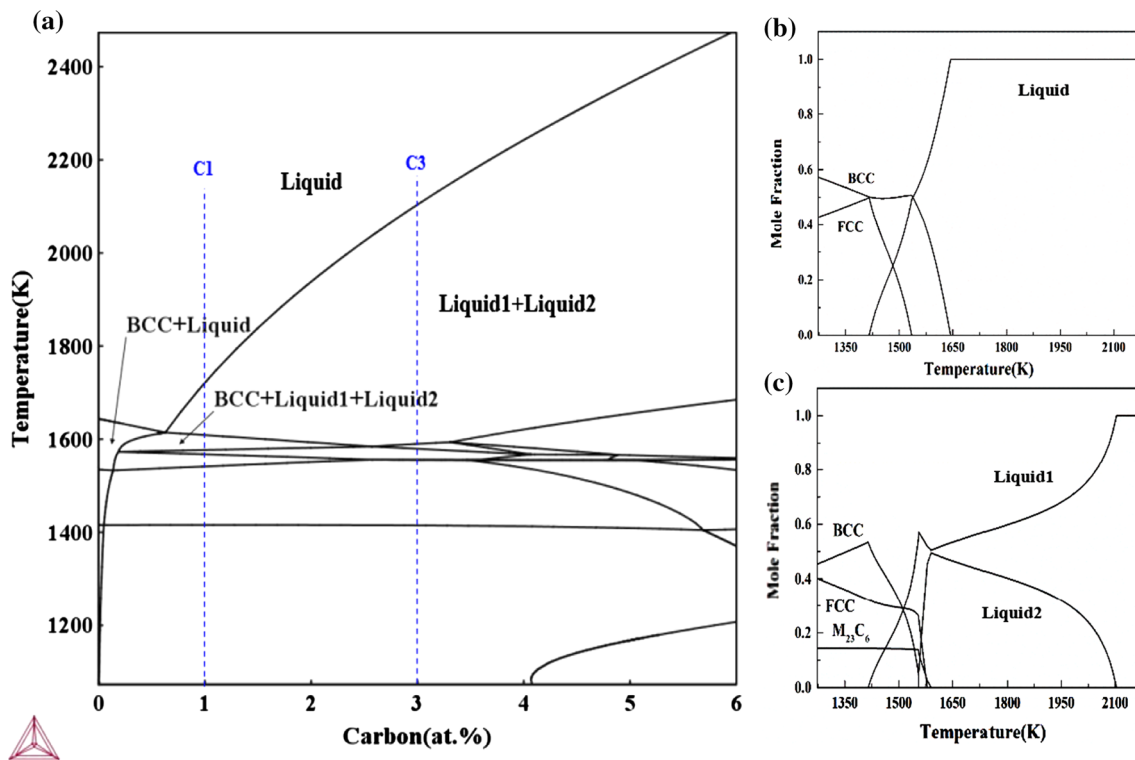 (a)
2400
2200
2000
1800
1600
1400
1200
Temperature(K)
C1
C3
Liquid
Liquid1+Liquid2
BCC+Liquid
BCC+Liquid1+Liquid2
0 1 2 3 4 5 6
Carbon(at.%)
(b)
1.0
0.8
0.6
0.4
0.2
0.0
Mole Fraction
Liquid
BCC
FCC
1350 1500 1650 1800 1950 2100
Temperature(K)
(c)
1.0
0.8
0.6
0.4
0.2
0.0
Mole Fraction
Liquid1
BCC
FCC
Liquid2
M₂₃C₆
1350 1500 1650 1800 1950 2100
Temperature(K)